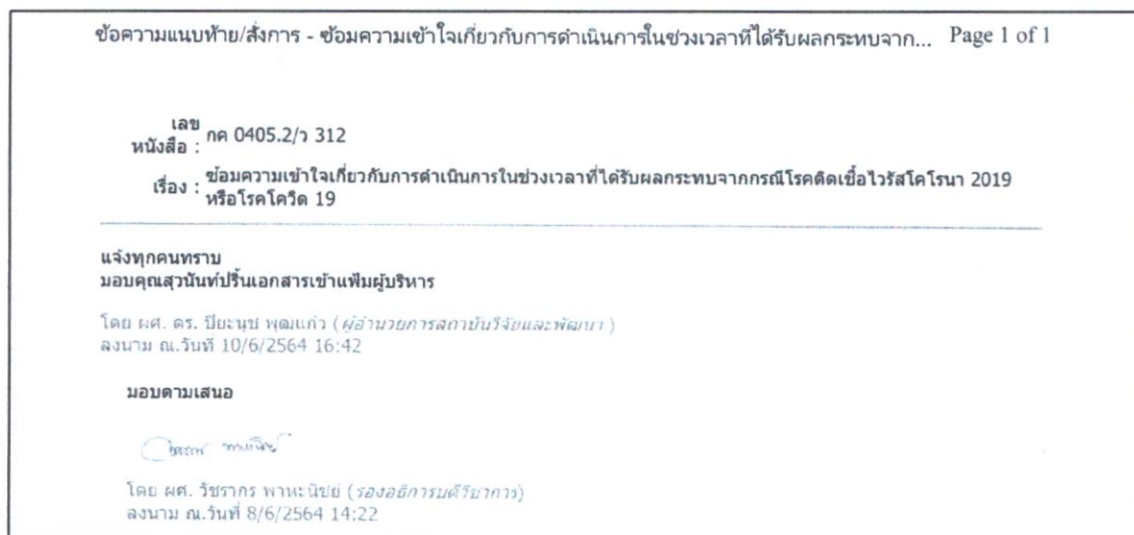 ข้อความแนบท้าย/สั่งการ - ซ้อมความเข้าใจเกี่ยวกับการดำเนินการในช่วงเวลาที่ได้รับผลกระทบจาก... Page 1 of 1
เลขหนังสือ : กค 0405.2/ว 312
เรื่อง : ซ้อมความเข้าใจเกี่ยวกับการดำเนินการในช่วงเวลาที่ได้รับผลกระทบจากกรณีโรคติดเชื้อไวรัสโคโรนา 2019
หรือโรคโควิด 19
แจ้งทุกคนทราบ
มอบคุณสุวนันท์ปริ้นเอกสารเข้าแฟ้มผู้บริหาร
โดย ผศ. ดร. ปิยะนุช พุฒแก้ว (ผู้อำนวยการสถาบันวิจัยและพัฒนา)
ลงนาม ณ.วันที่ 10/6/2564 16:42
มอบตามเสนอ
โดย ผศ. วัชรากร พาหะนิชย์ (รองอธิการบดีวิชาการ)
ลงนาม ณ.วันที่ 8/6/2564 14:22